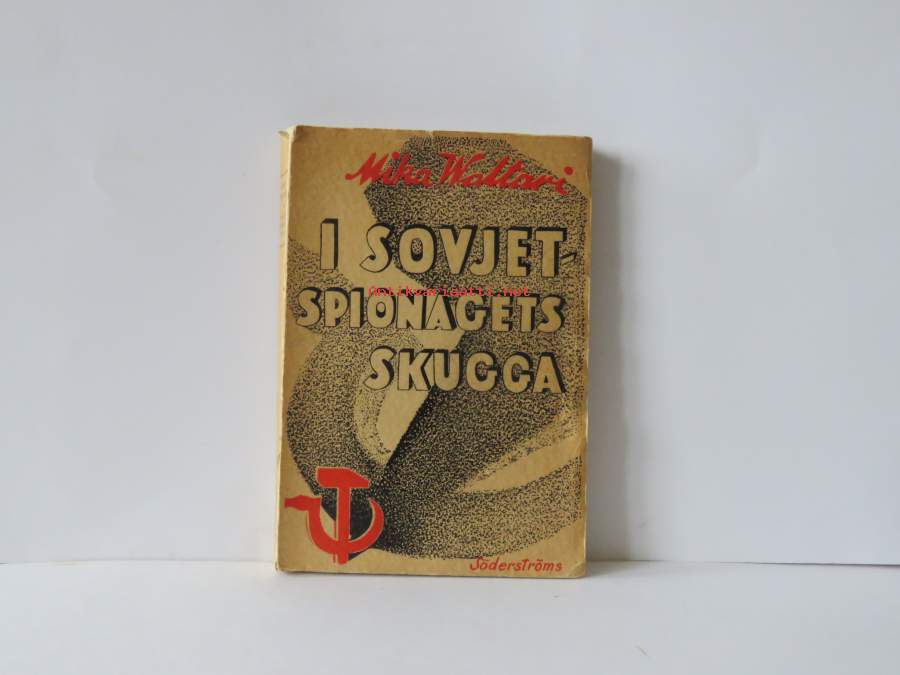 Mika Waltari
I SOVJET-
Antikvariaatti.net
SPIONAGETS
SKUGGA
Söderströms